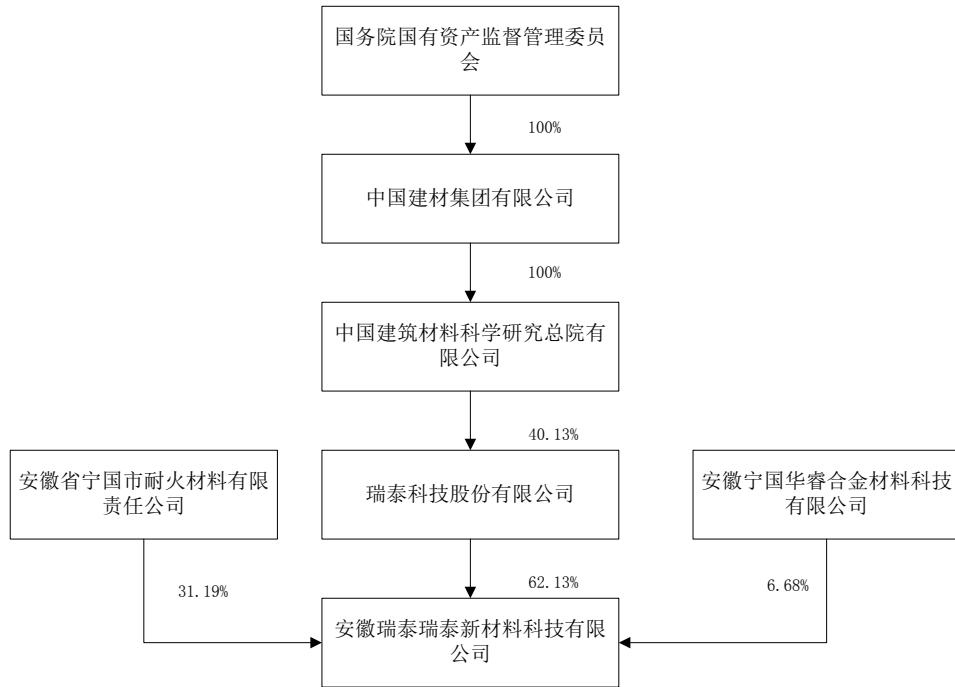 国务院国有资产监督管理委员
会
100%
中国建材集团有限公司
100%
中国建筑材料科学研究总院有
限公司
40.13%
安徽省宁国市耐火材料有限
责任公司
瑞泰科技股份有限公司
安徽宁国华睿合金材料科技
有限公司
31.19%
62.13%
6.68%
安徽瑞泰瑞泰新材料科技有限
公司